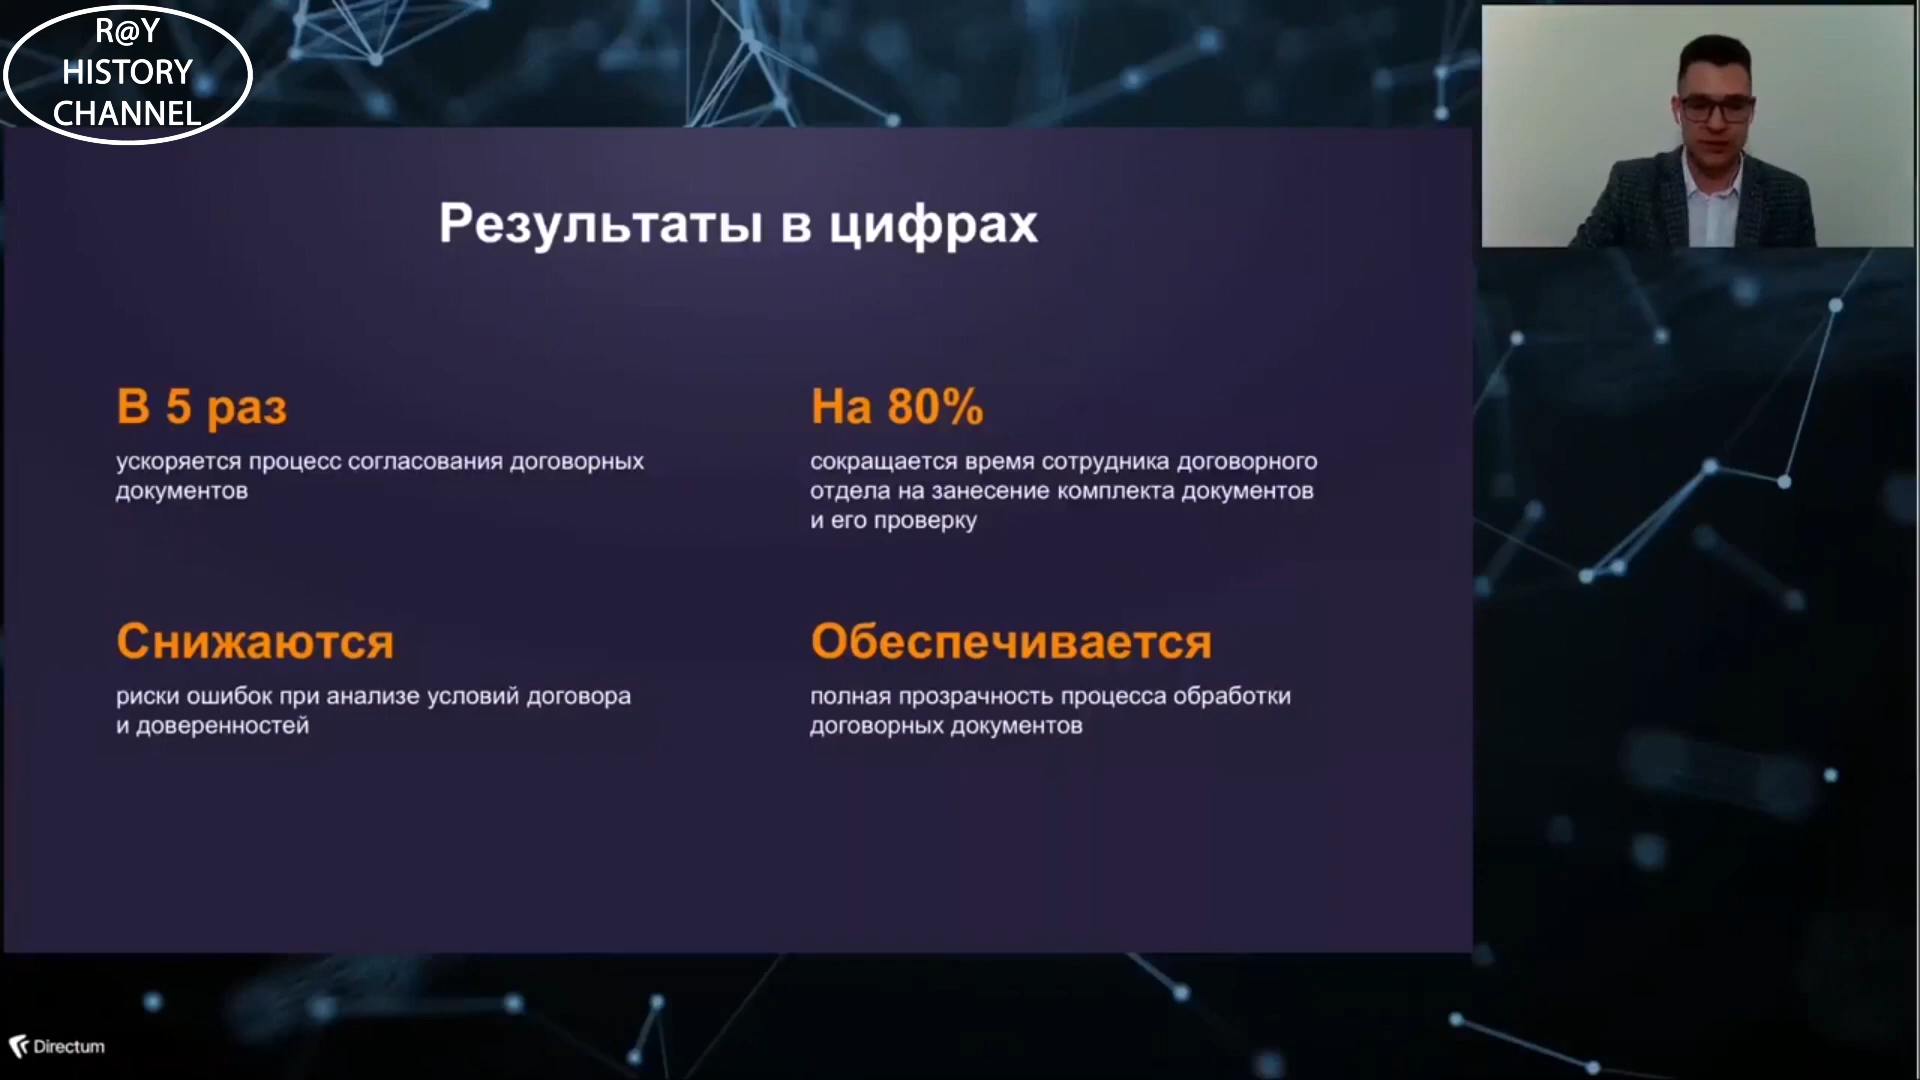 R@Y
HISTORY
CHANNEL
Результаты в цифрах
В 5 раз
ускоряется процесс согласования договорных
документов
На 80%
сокращается время сотрудника договорного
отдела на занесение комплекта документов
и его проверку
Снижаются
риски ошибок при анализе условий договора
и доверенностей
Обеспечивается
полная прозрачность процесса обработки
договорных документов
Directum